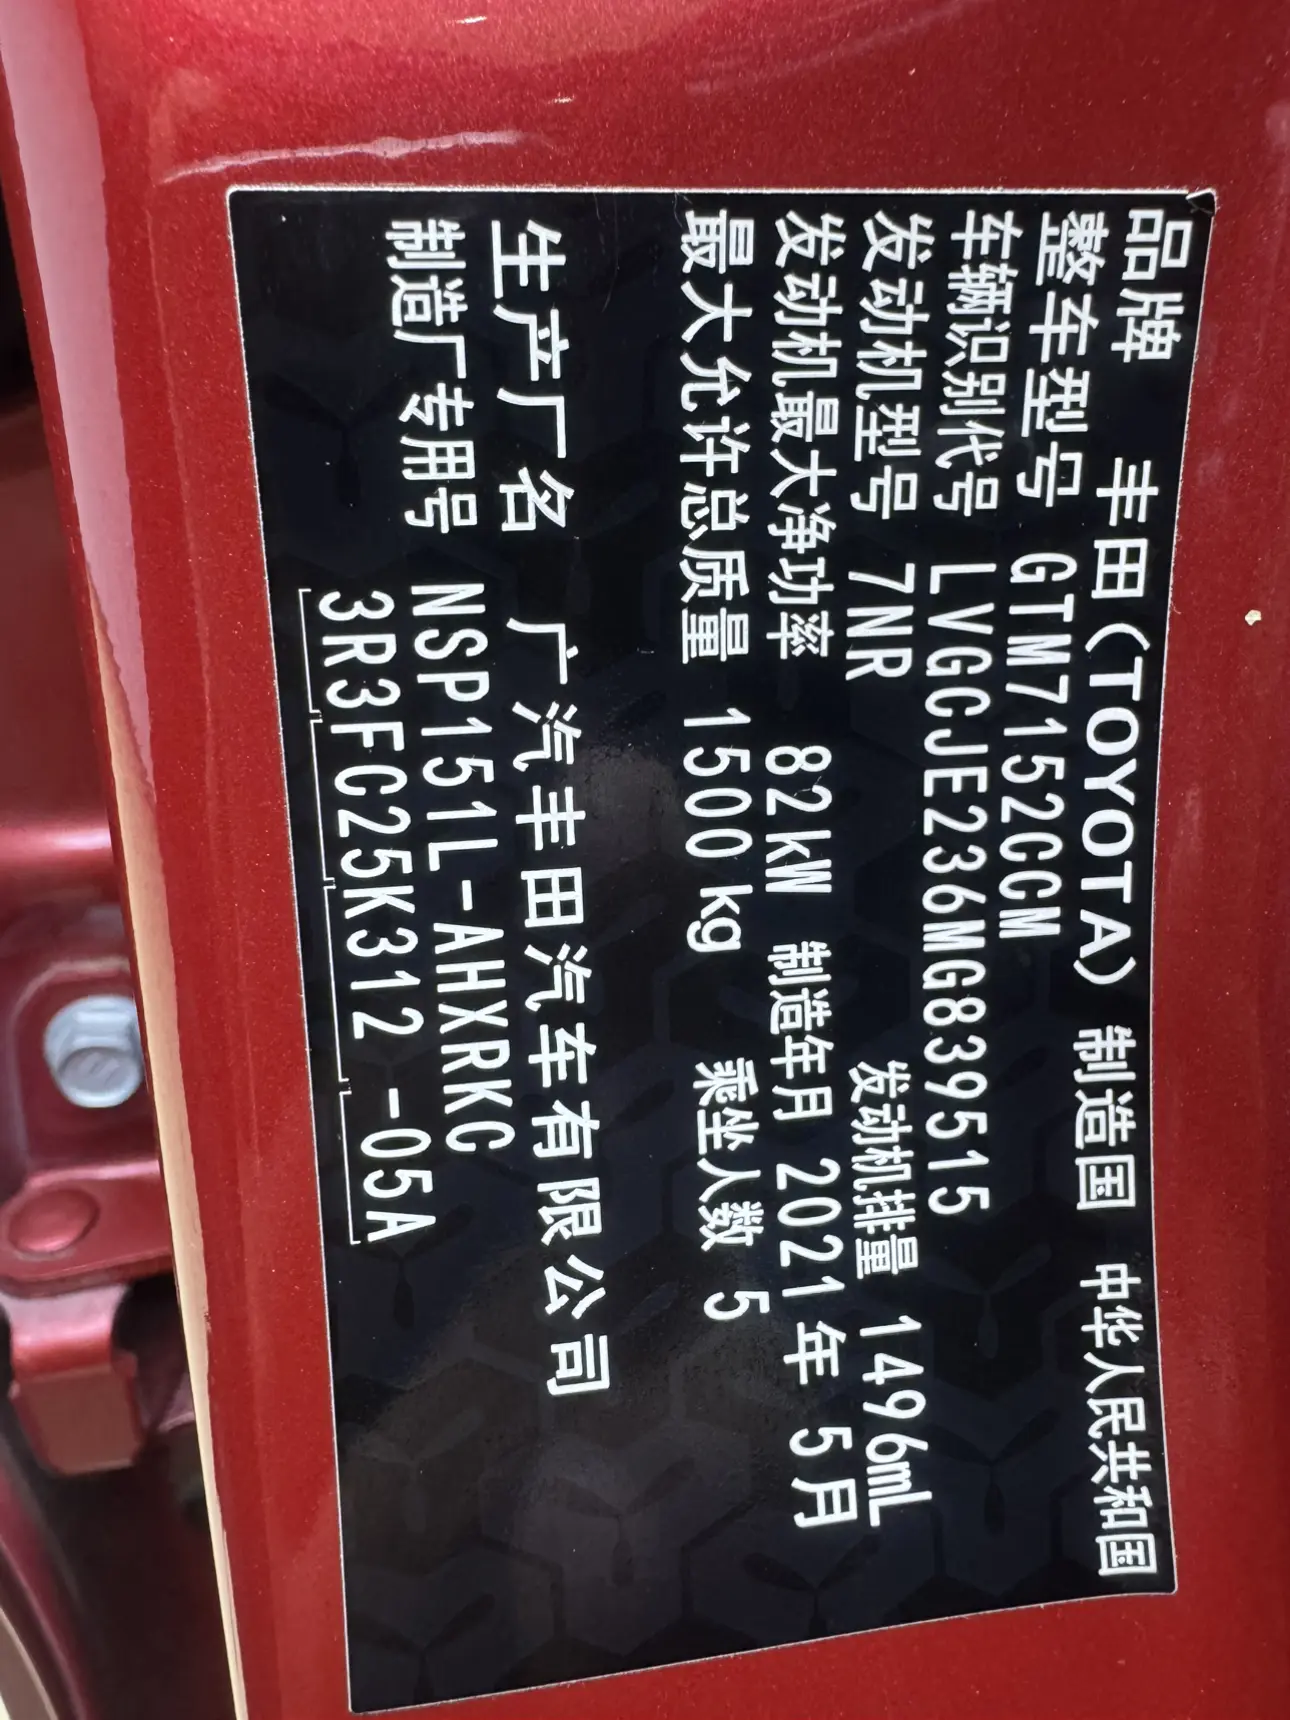 品牌 丰田(TOYOTA) 制造国 中华人民共和国
整车型号 GTM7152CCM
车辆识别代号 LVGCJE236MG839515
发动机型号 7NR 发动机排量 1496mL
发动机最大净功率 82kW 制造年月 2021年 5月
最大允许总质量 1500kg 乘坐人数 5
生产厂名 广汽丰田汽车有限公司
制造厂专用号 NSP151L-AHXRKC
3R3FC25K312 -05A